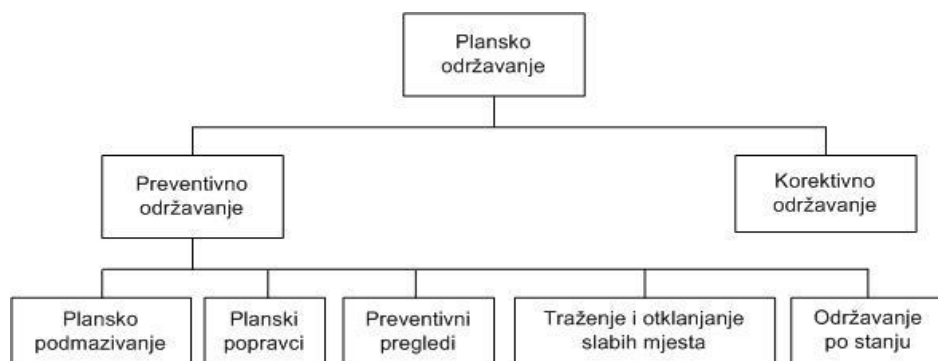 Plansko
održavanje
Preventivno
održavanje
Korektivno
održavanje
Plansko
podmazivanje
Planski
popravci
Preventivni
pregledi
Traženje i otklanjanje
slabih mjesta
Održavanje
po stanju